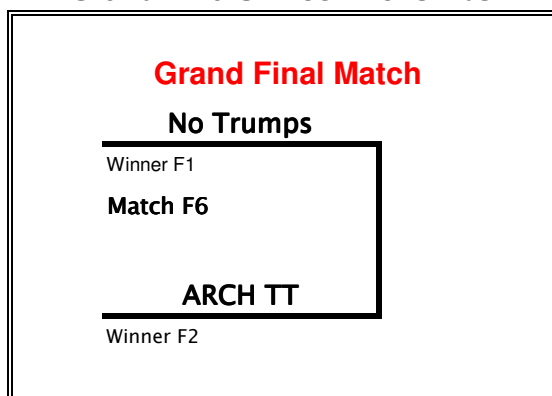 Grand Final Match
No Trumps
Winner F1
Match F6
ARCH TT
Winner F2